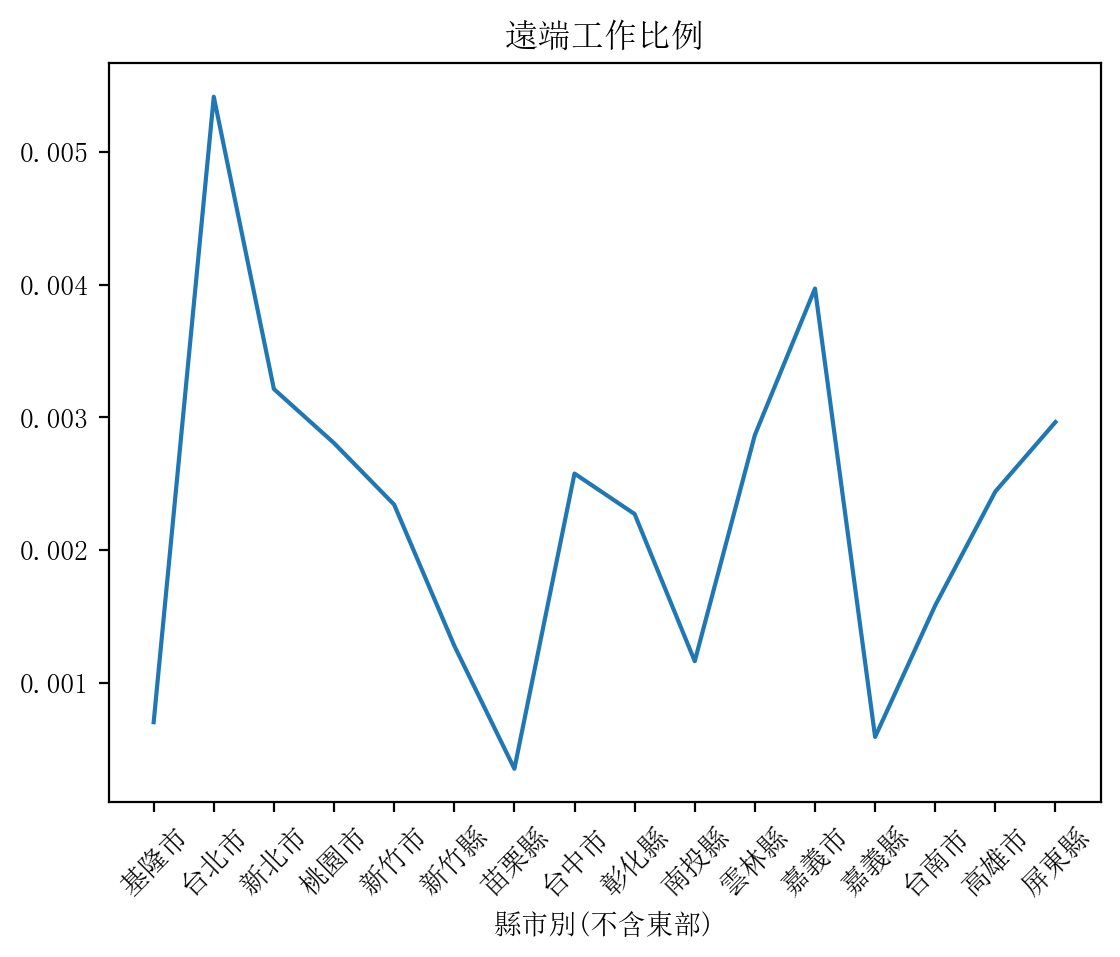 遠端工作比例
0.005
0.004
0.003
0.002
0.001
基隆市
台北市
新北市
桃園市
新竹市
新竹縣
苗栗縣
台中市
彰化縣
南投縣
雲林縣
嘉義市
嘉義縣
台南市
高雄市
屏東縣
縣市別(不含東部)